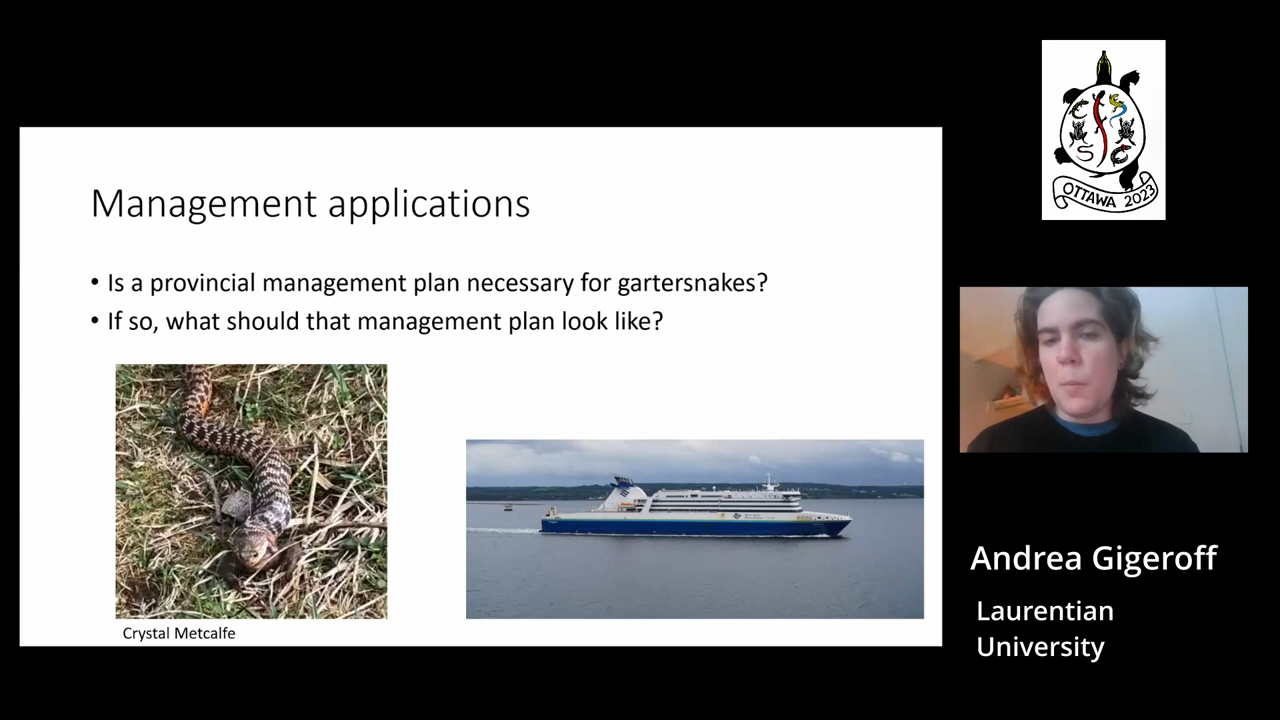 Management applications
• Is a provincial management plan necessary for gartersnakes?
• If so, what should that management plan look like?
Crystal Metcalfe
OTTAWA 2023
Andrea Gigeroff
Laurentian
University